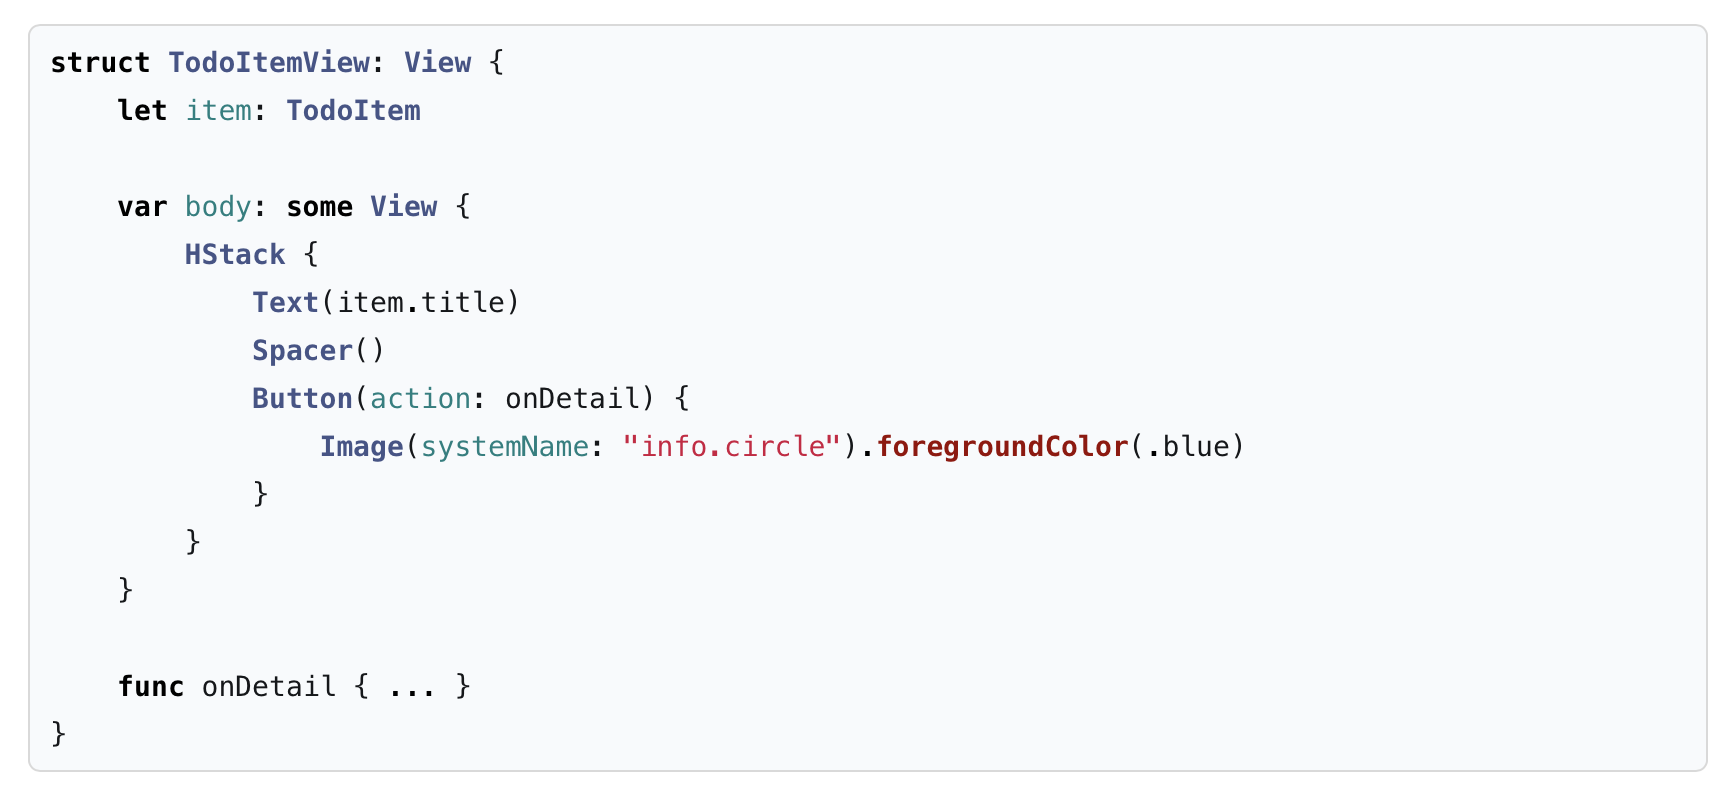 struct TodoItemView: View {
    let item: TodoItem

    var body: some View {
        HStack {
            Text(item.title)
            Spacer()
            Button(action: onDetail) {
                Image(systemName: "info.circle").foregroundColor(.blue)
            }
        }
    }

    func onDetail { ... }
}